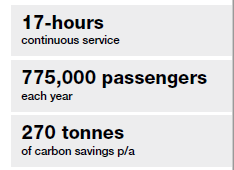 17-hours
continuous service
775,000 passengers
each year
270 tonnes
of carbon savings p/a